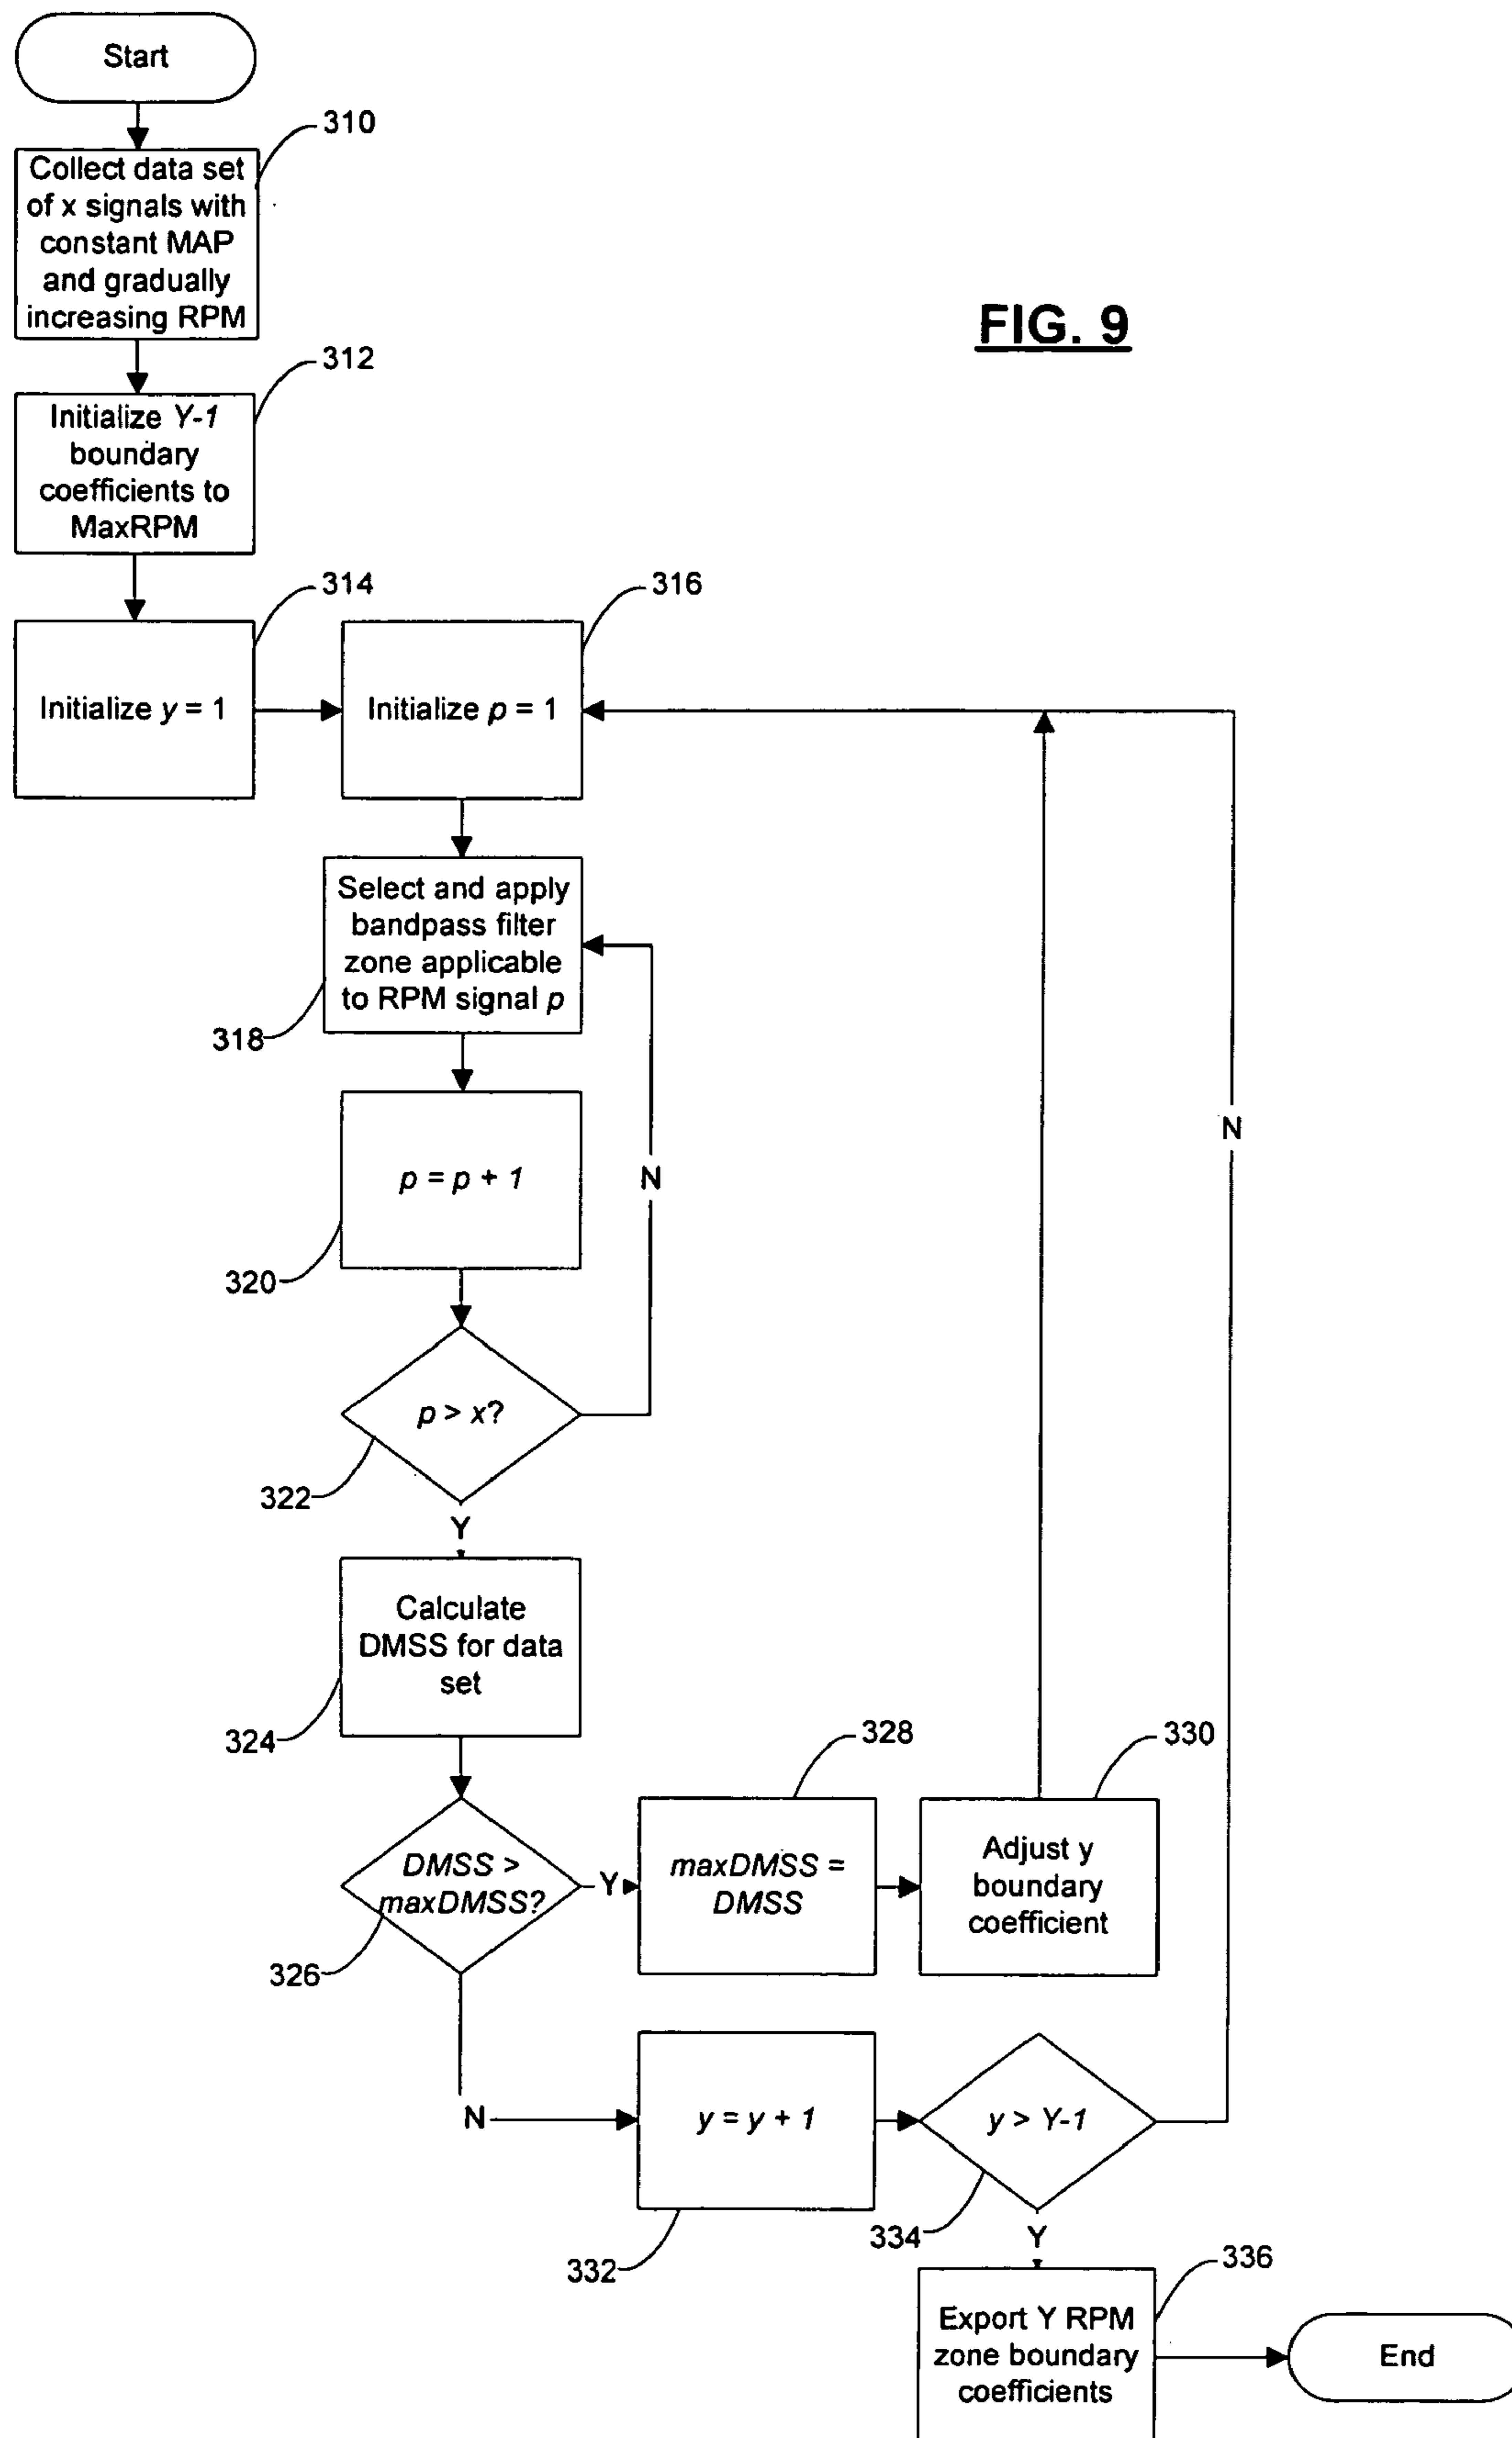 Start
310
Collect data set
of x signals with
constant MAP
and gradually
increasing RPM
FIG. 9
312
Initialize Y-1
boundary
coefficients to
MaxRPM
314
316
Initialize y = 1
Initialize p = 1
Select and apply
bandpass filter
zone applicable
to RPM signal p
318
N
p = p + 1
N
320
p > x?
322
Y
Calculate
DMSS for data
set
324
328
330
DMSS >
maxDMSS?
Y
maxDMSS =
DMSS
Adjust y
boundary
coefficient
326
N
y = y + 1
y > Y-1
332
334
Y
336
Export Y RPM
zone boundary
coefficients
End